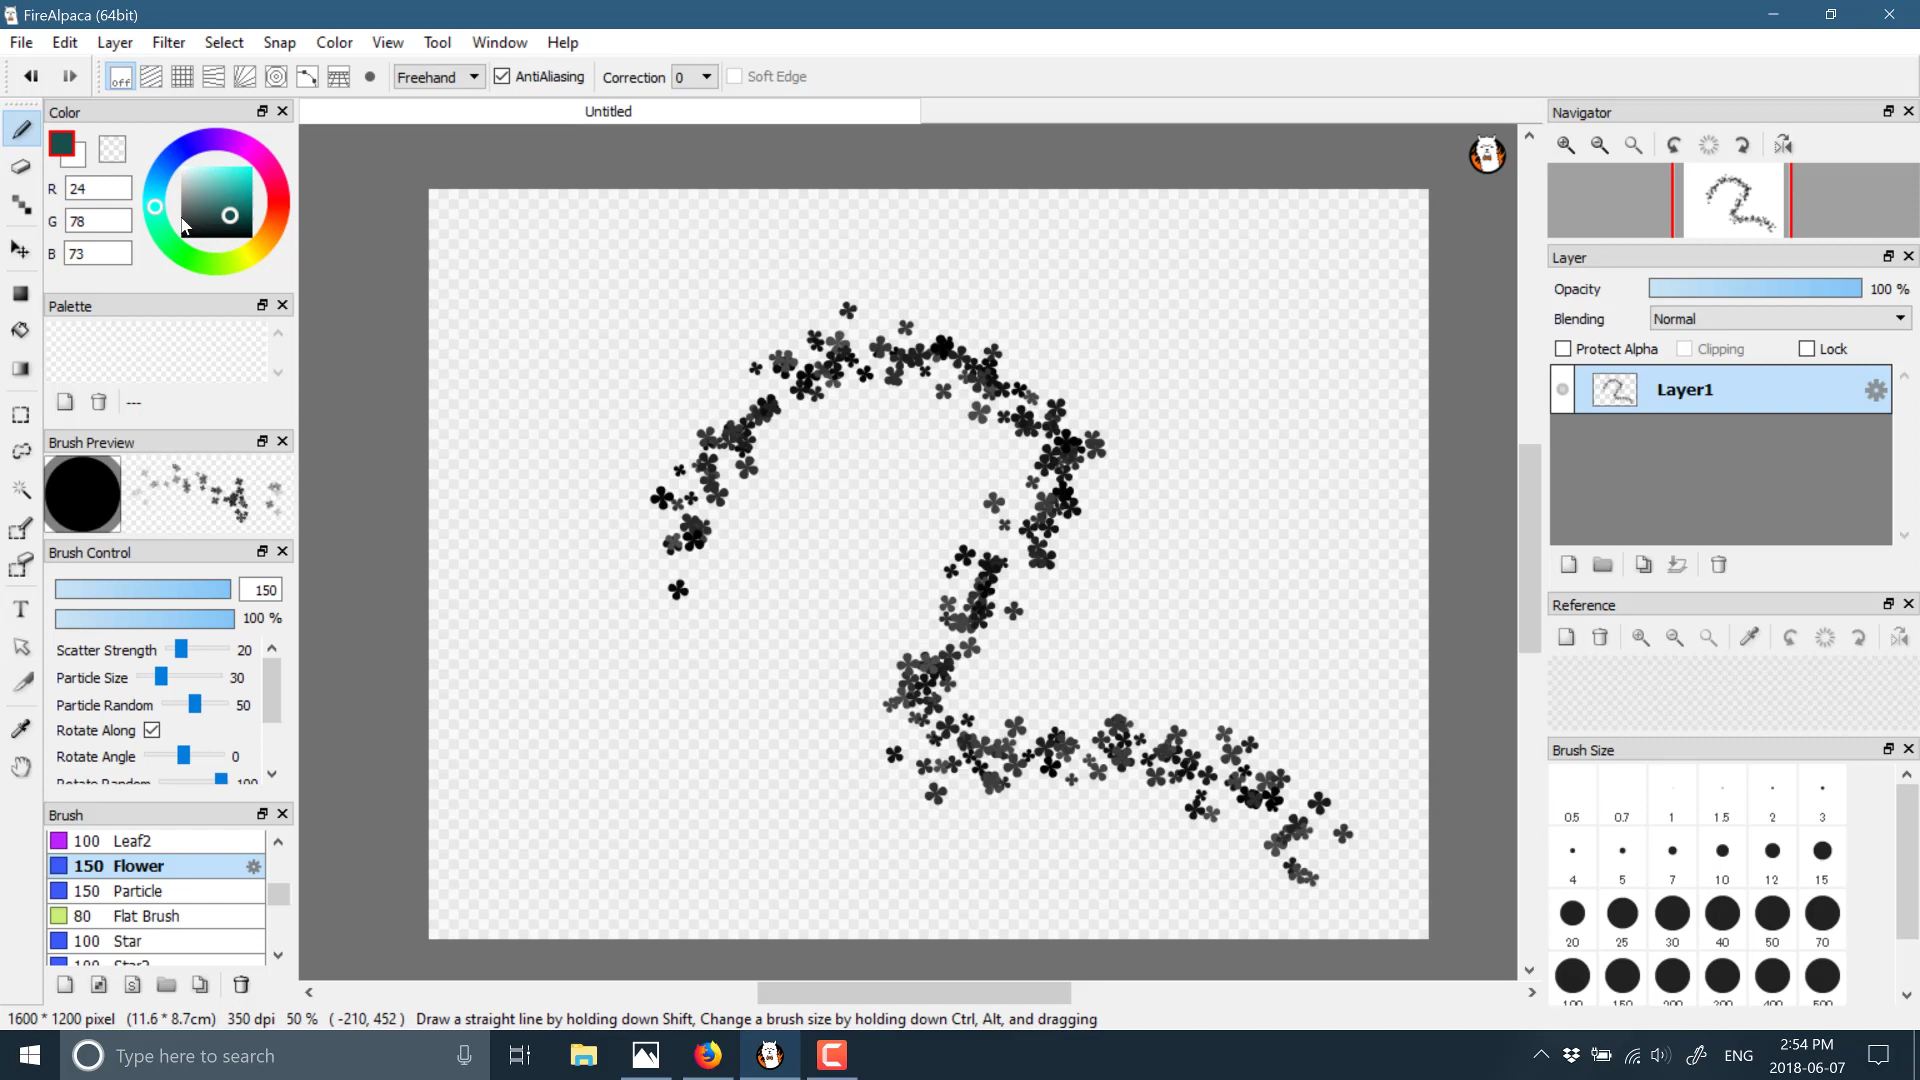 FireAlpaca (64bit)
File Edit Layer Filter Select Snap Color View Tool Window Help
off Freehand AntiAliasing Correction 0 Soft Edge
Color
R 24
G 78
B 73
Palette
---
Brush Preview
Brush Control
150
100 %
Scatter Strength 20
Particle Size 30
Particle Random 50
Rotate Along
Rotate Angle 0
Rotate Random 100
Brush
100 Leaf2
150 Flower
150 Particle
80 Flat Brush
100 Star
100 Star2
Untitled
Navigator
Layer
Opacity 100 %
Blending Normal
Protect Alpha Clipping Lock
Layer1
Reference
Brush Size
0.5 0.7 1 1.5 2 3
4 5 7 10 12 15
20 25 30 40 50 70
100 150 200 300 400 500
1600 * 1200 pixel (11.6 * 8.7cm) 350 dpi 50 % ( -210, 452 ) Draw a straight line by holding down Shift, Change a brush size by holding down Ctrl, Alt, and dragging
Type here to search
ENG
2:54 PM
2018-06-07